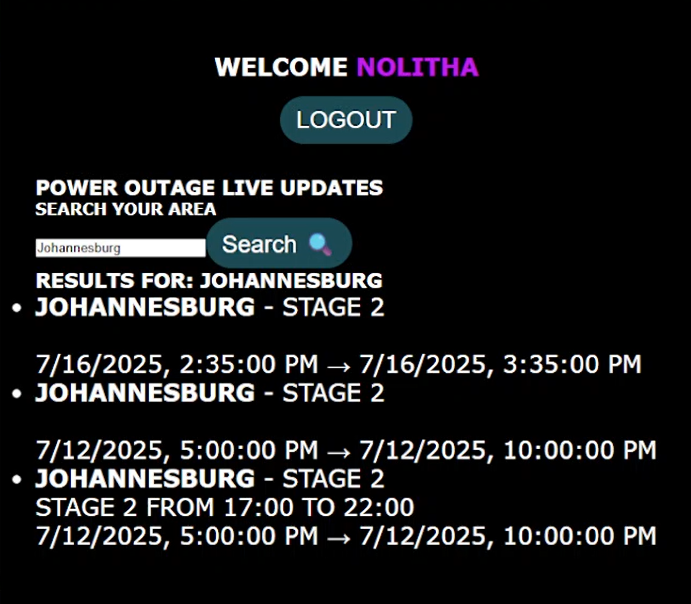 WELCOME NOLITHA
LOGOUT
POWER OUTAGE LIVE UPDATES
SEARCH YOUR AREA
Johannesburg Search
RESULTS FOR: JOHANNESBURG
JOHANNESBURG - STAGE 2
7/16/2025, 2:35:00 PM → 7/16/2025, 3:35:00 PM
JOHANNESBURG - STAGE 2
7/12/2025, 5:00:00 PM → 7/12/2025, 10:00:00 PM
JOHANNESBURG - STAGE 2
STAGE 2 FROM 17:00 TO 22:00
7/12/2025, 5:00:00 PM → 7/12/2025, 10:00:00 PM